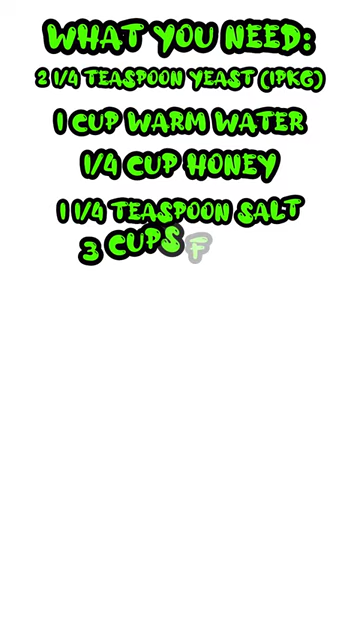 WHAT YOU NEED:
2 1/4 TEASPOON YEAST (1PKG)
1 CUP WARM WATER
1/4 CUP HONEY
1 1/4 TEASPOON SALT
3 CUPS F